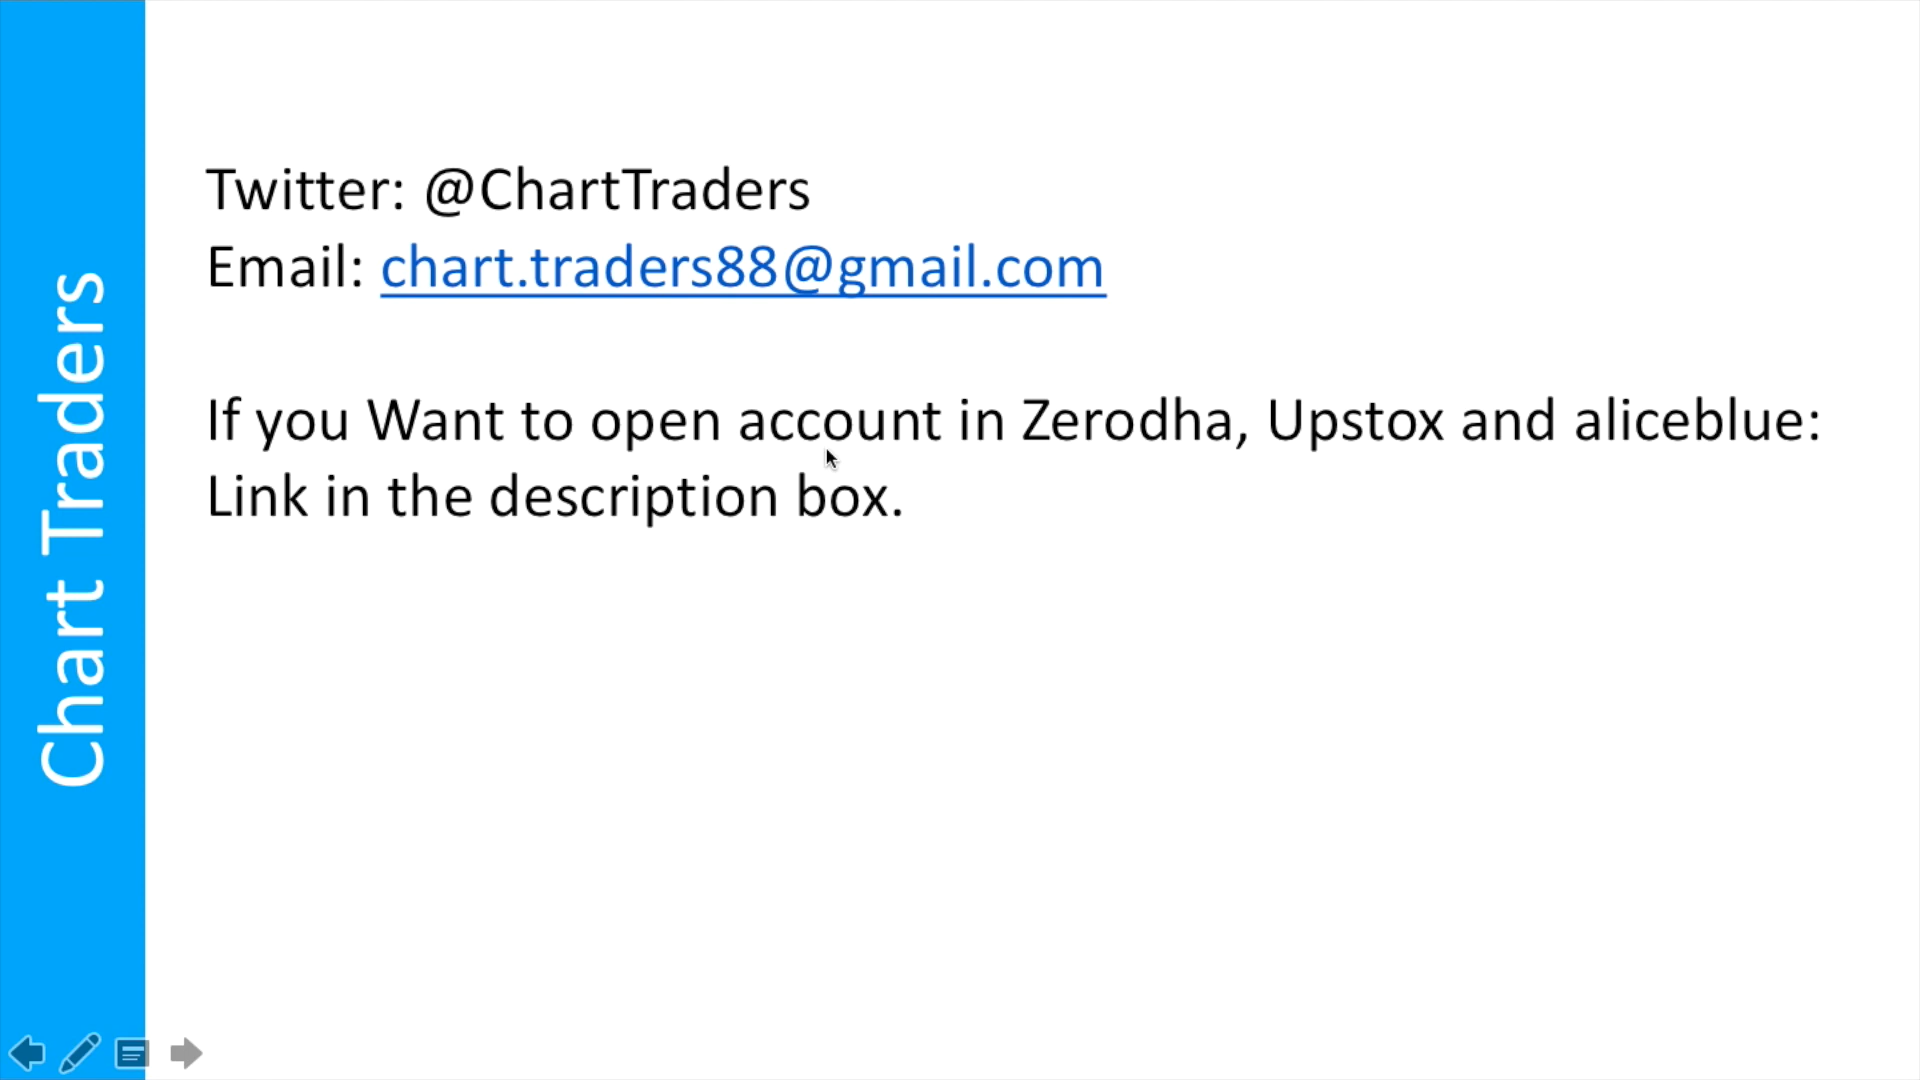 Chart Traders
Twitter: @ChartTraders
Email: chart.traders88@gmail.com
If you Want to open account in Zerodha, Upstox and aliceblue:
Link in the description box.